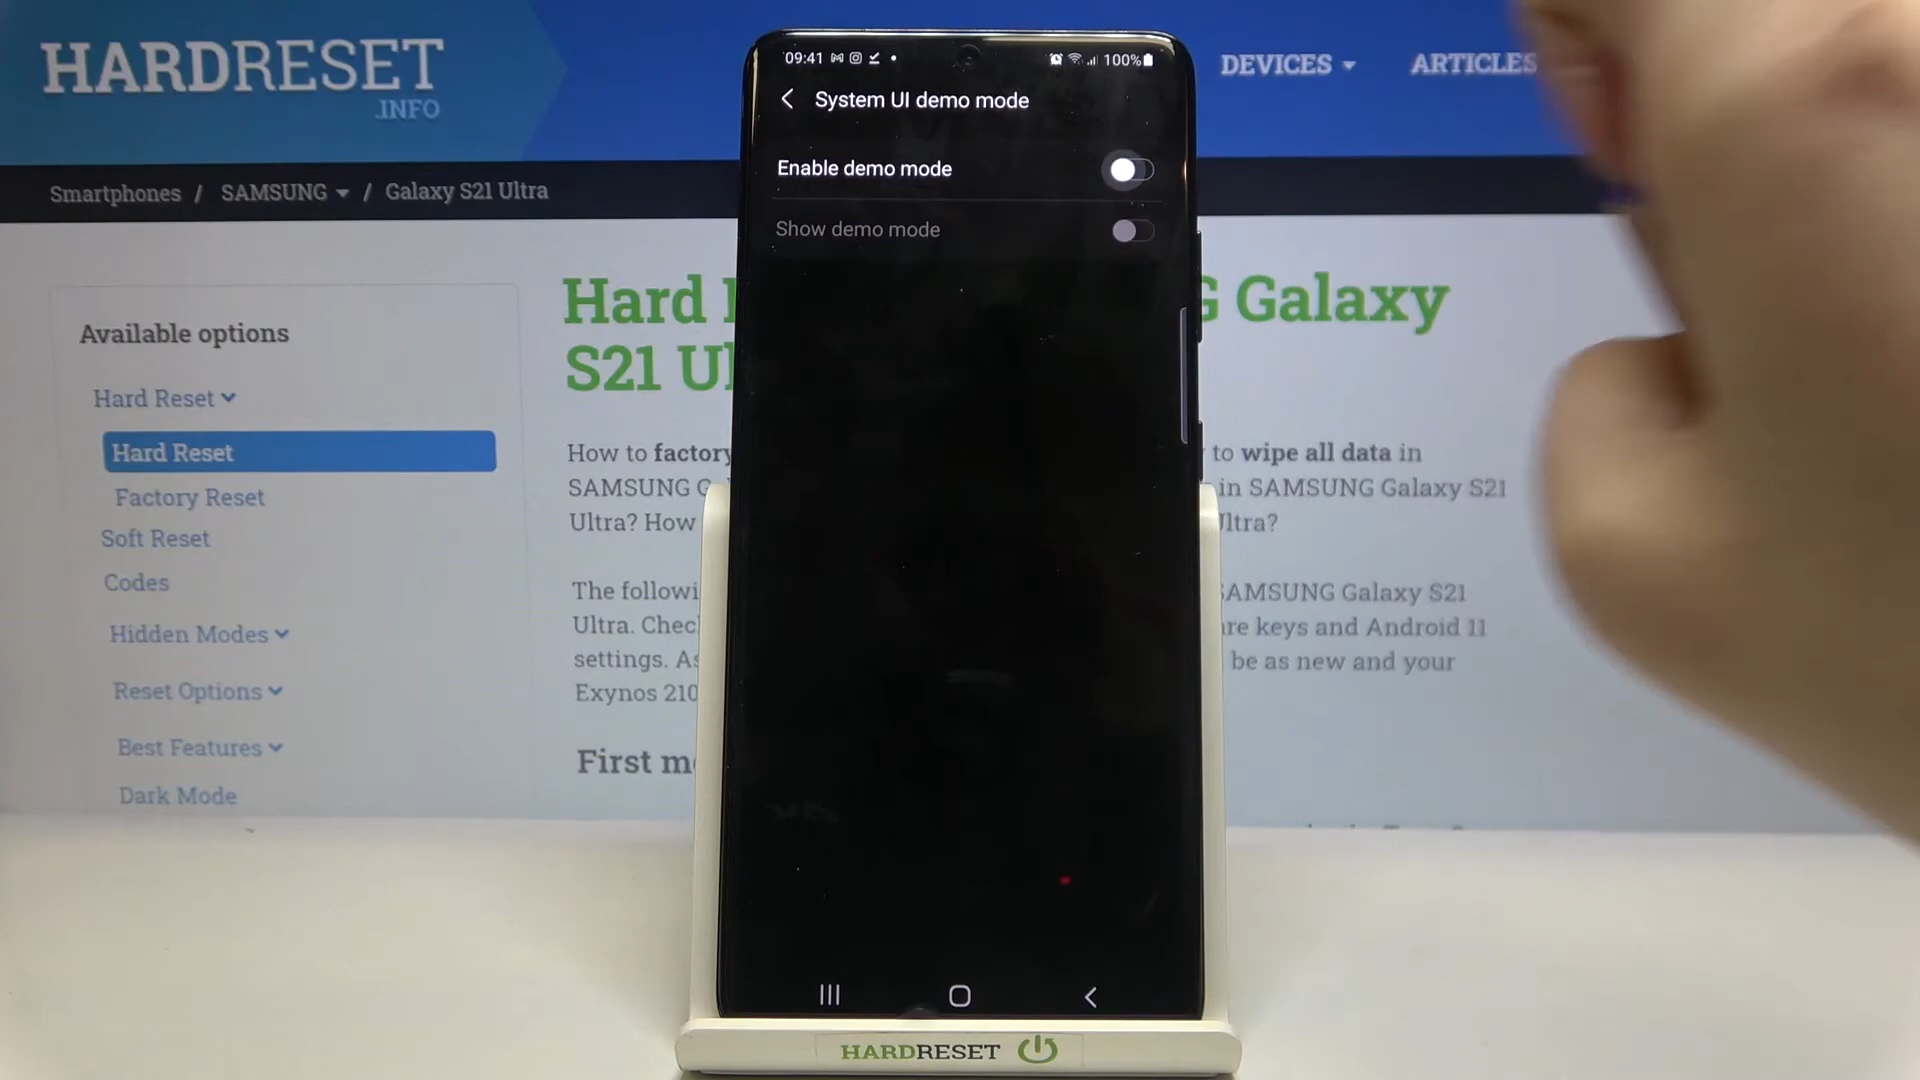 HARDRESET
.INFO
DEVICES
ARTICLES
Smartphones / SAMSUNG / Galaxy S21 Ultra
09:41
100%
System UI demo mode
Enable demo mode
Show demo mode
Available options
Hard Reset
Hard Reset
Factory Reset
Soft Reset
Codes
Hidden Modes
Reset Options
Best Features
Dark Mode
Hard G Galaxy
S21 Ul
How to factory to wipe all data in
SAMSUNG G in SAMSUNG Galaxy S21
Ultra? How Ultra?
The followi SAMSUNG Galaxy S21
Ultra. Chec re keys and Android 11
settings. As be as new and your
Exynos 210
First m
HARDRESET